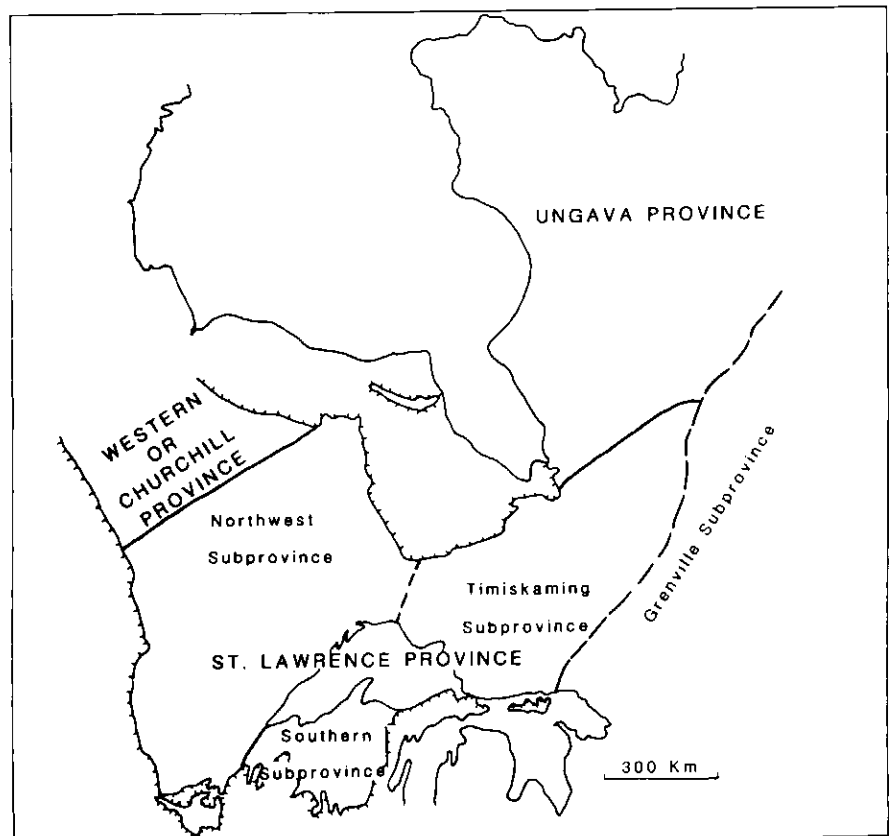 UNGAVA PROVINCE
WESTERN
OR
CHURCHILL
PROVINCE
Northwest
Subprovince
Timiskaming
Subprovince
Grenville Subprovince
ST. LAWRENCE PROVINCE
Southern
Subprovince
300 Km